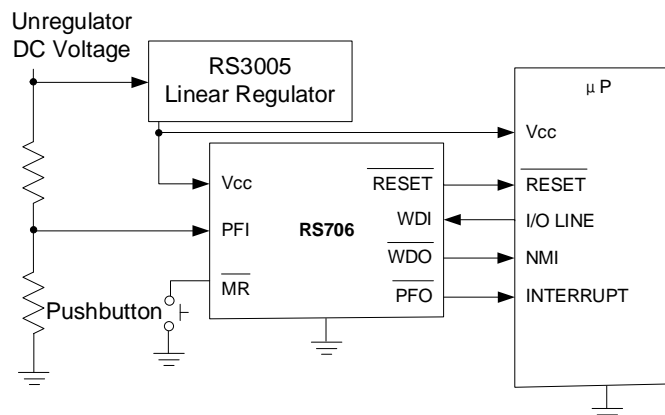 Unregulator
DC Voltage
RS3005
Linear Regulator
μP
Vcc
Vcc
RESET
RESET
PFI
RS706
WDI
I/O LINE
WDO
NMI
MR
PFO
INTERRUPT
Pushbutton